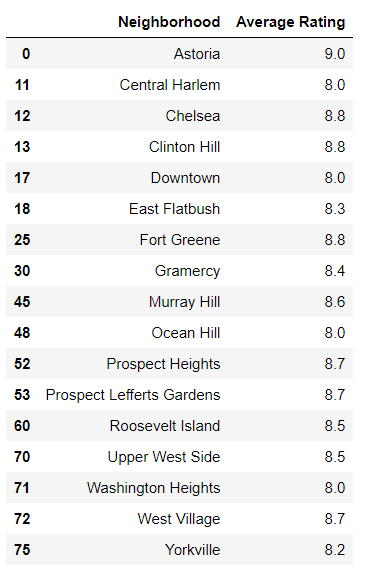 Neighborhood Average Rating
0 Astoria 9.0
11 Central Harlem 8.0
12 Chelsea 8.8
13 Clinton Hill 8.8
17 Downtown 8.0
18 East Flatbush 8.3
25 Fort Greene 8.8
30 Gramercy 8.4
45 Murray Hill 8.6
48 Ocean Hill 8.0
52 Prospect Heights 8.7
53 Prospect Lefferts Gardens 8.7
60 Roosevelt Island 8.5
70 Upper West Side 8.5
71 Washington Heights 8.0
72 West Village 8.7
75 Yorkville 8.2